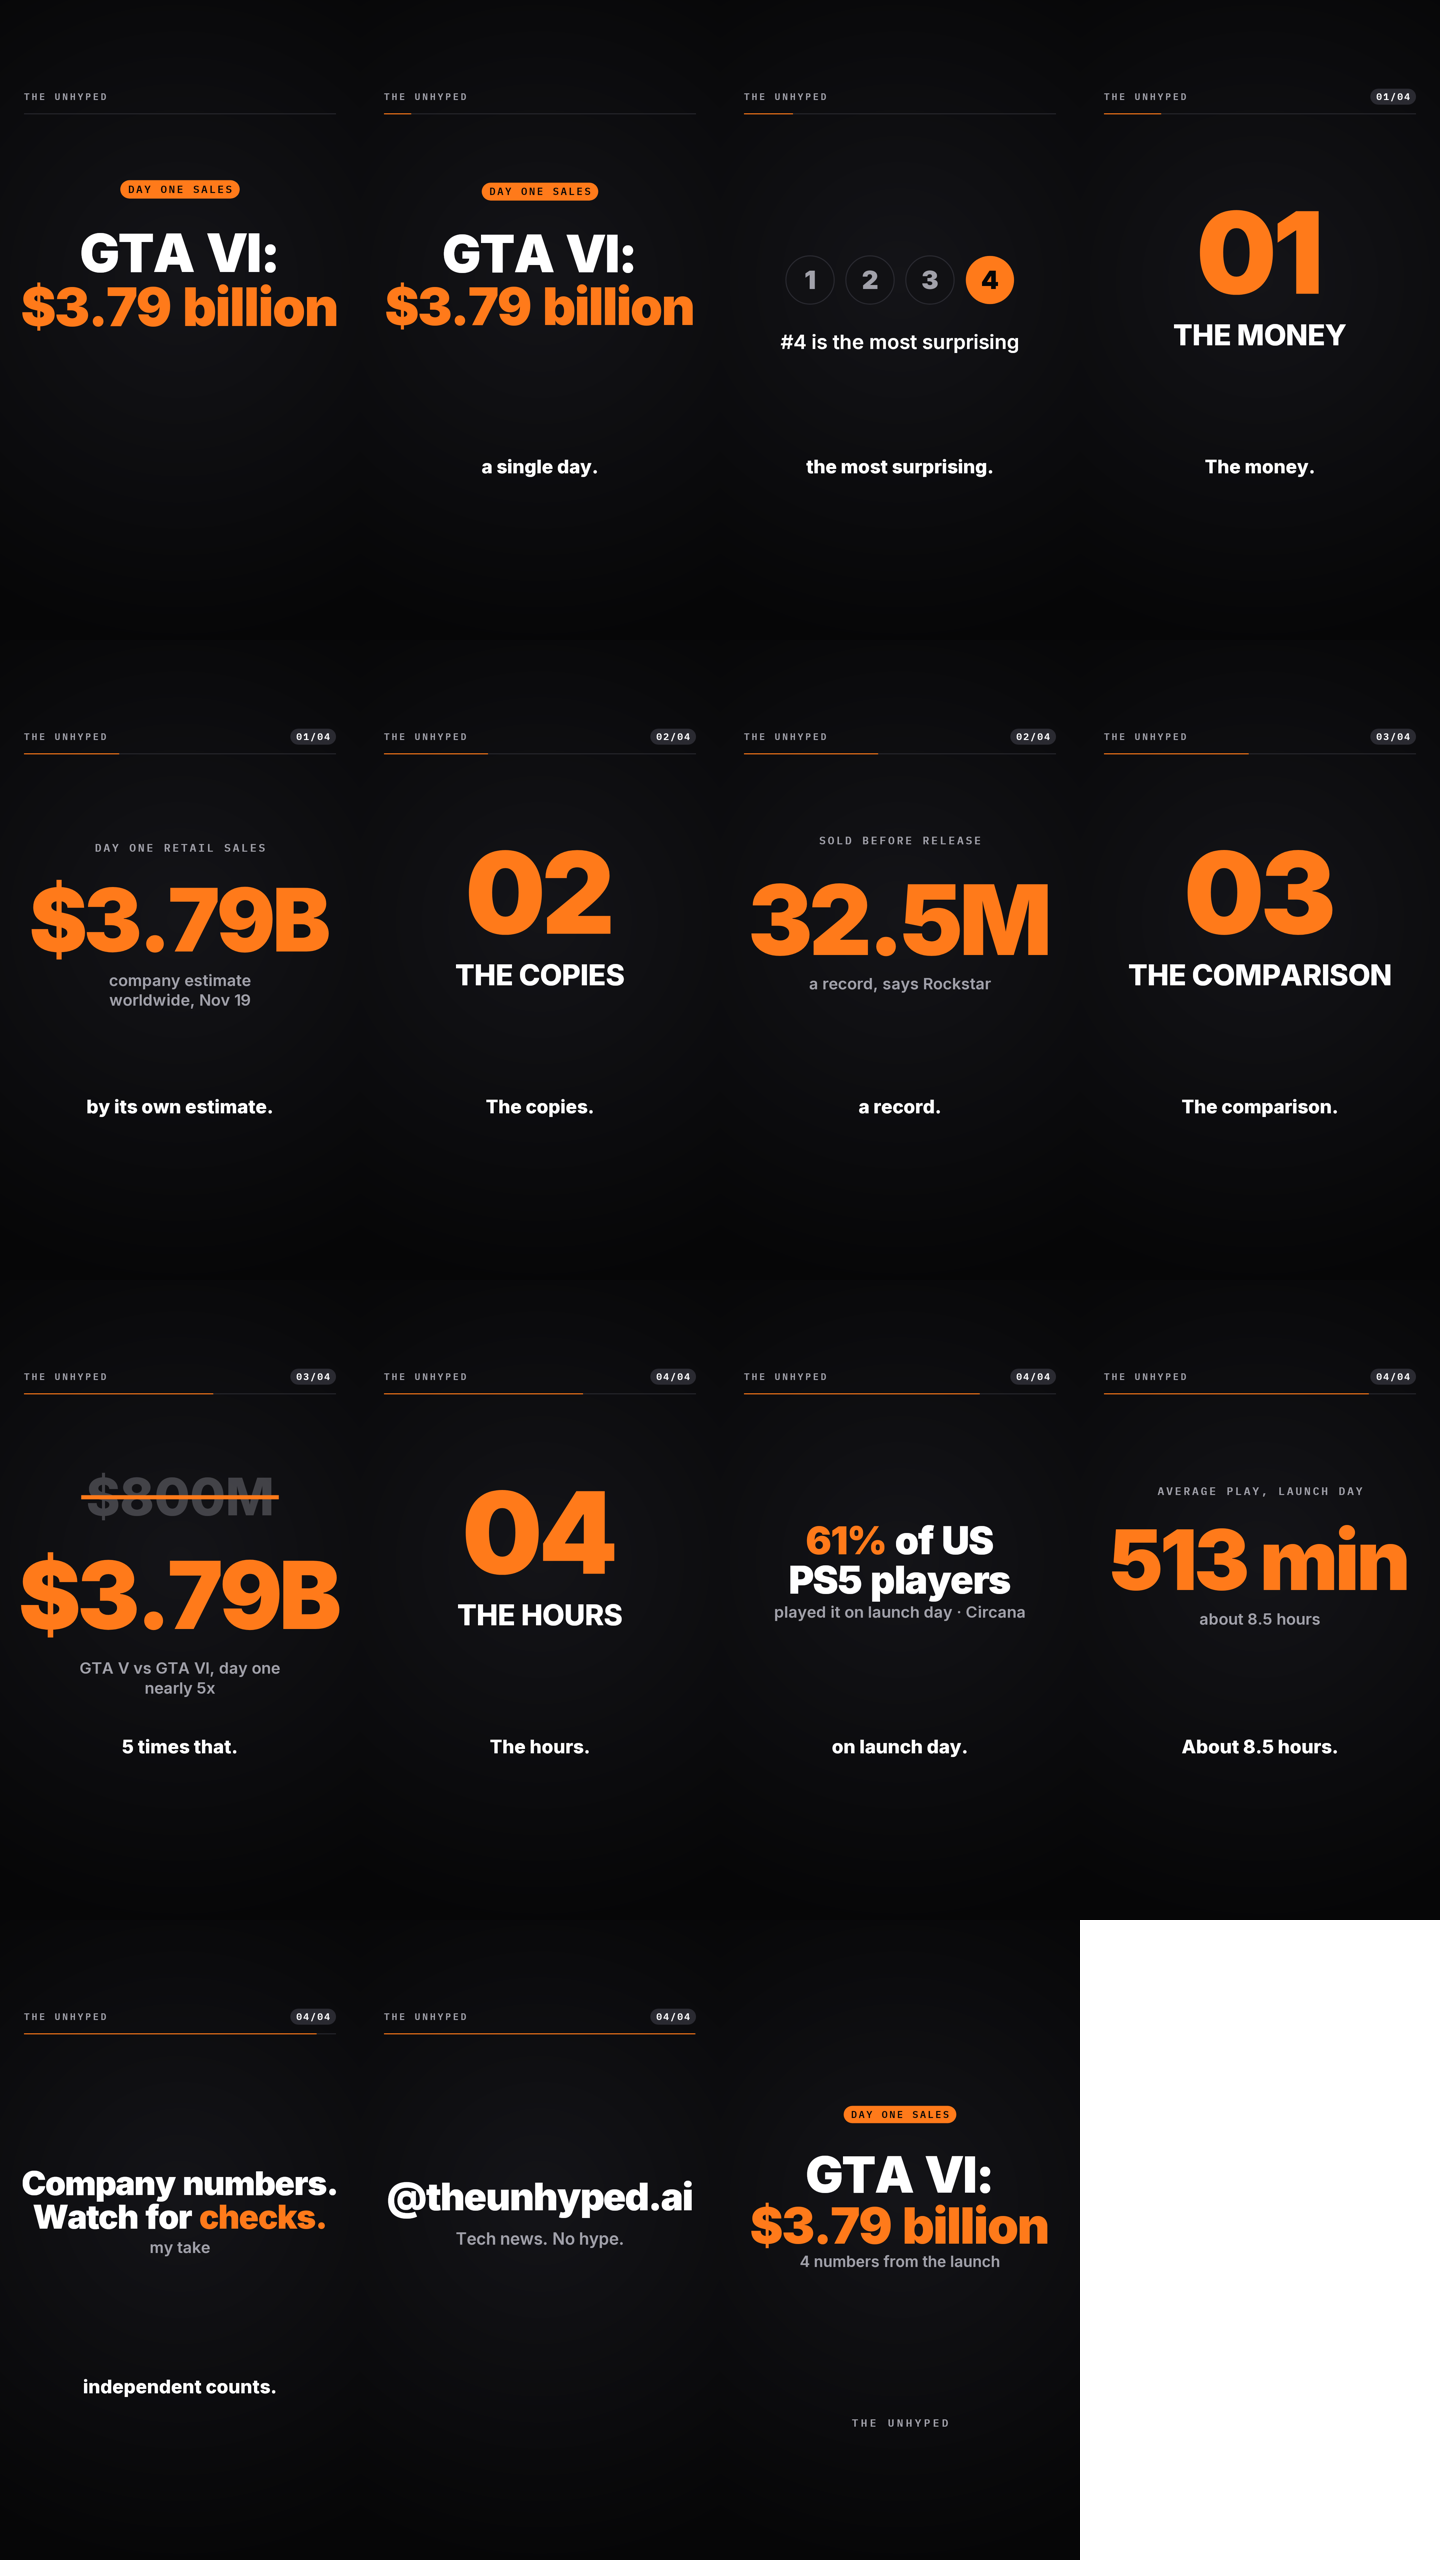 THE UNHYPED
DAY ONE SALES
GTA VI:
$3.79 billion
THE UNHYPED
DAY ONE SALES
GTA VI:
$3.79 billion
a single day.
THE UNHYPED
1 2 3 4
#4 is the most surprising
the most surprising.
THE UNHYPED 01/04
01
THE MONEY
The money.
THE UNHYPED 01/04
DAY ONE RETAIL SALES
$3.79B
company estimate
worldwide, Nov 19
by its own estimate.
THE UNHYPED 02/04
02
THE COPIES
The copies.
THE UNHYPED 02/04
SOLD BEFORE RELEASE
32.5M
a record, says Rockstar
a record.
THE UNHYPED 03/04
03
THE COMPARISON
The comparison.
THE UNHYPED 03/04
$800M
$3.79B
GTA V vs GTA VI, day one
nearly 5x
5 times that.
THE UNHYPED 04/04
04
THE HOURS
The hours.
THE UNHYPED 04/04
61% of US
PS5 players
played it on launch day · Circana
on launch day.
THE UNHYPED 04/04
AVERAGE PLAY, LAUNCH DAY
513 min
about 8.5 hours
About 8.5 hours.
THE UNHYPED 04/04
Company numbers.
Watch for checks.
my take
independent counts.
THE UNHYPED 04/04
@theunhyped.ai
Tech news. No hype.
DAY ONE SALES
GTA VI:
$3.79 billion
4 numbers from the launch
THE UNHYPED